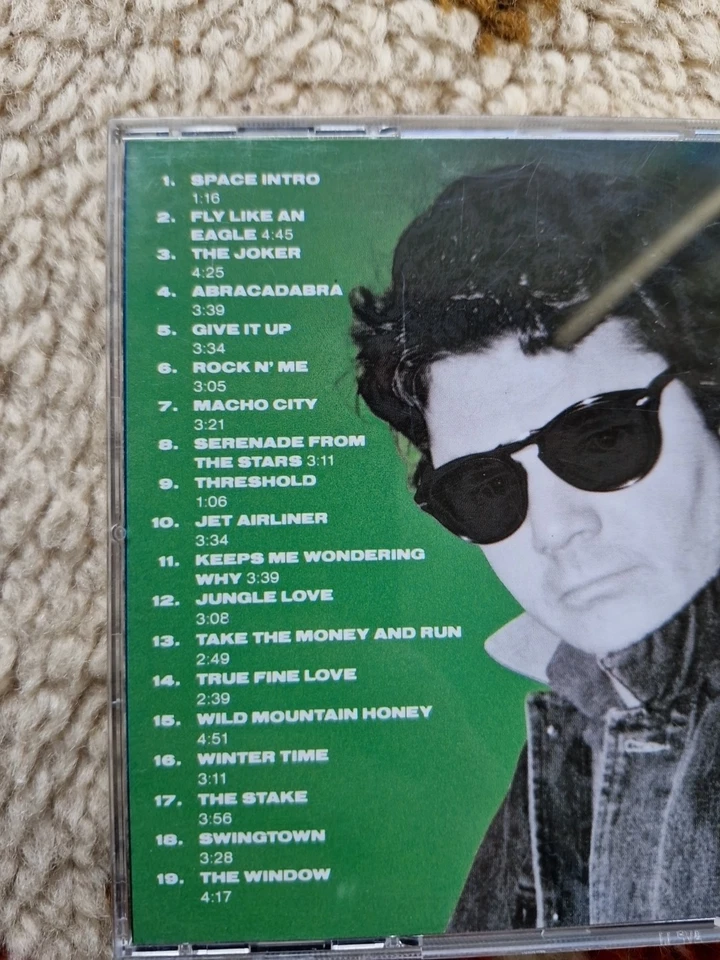 1. SPACE INTRO
1:16
2. FLY LIKE AN
EAGLE 4:45
3. THE JOKER
4:25
4. ABRACADABRA
3:39
5. GIVE IT UP
3:34
6. ROCK N' ME
3:05
7. MACHO CITY
3:21
8. SERENADE FROM
THE STARS 3:11
9. THRESHOLD
1:06
10. JET AIRLINER
3:34
11. KEEPS ME WONDERING
WHY 3:39
12. JUNGLE LOVE
3:08
13. TAKE THE MONEY AND RUN
2:49
14. TRUE FINE LOVE
2:39
15. WILD MOUNTAIN HONEY
4:51
16. WINTER TIME
3:11
17. THE STAKE
3:56
18. SWINGTOWN
3:28
19. THE WINDOW
4:17